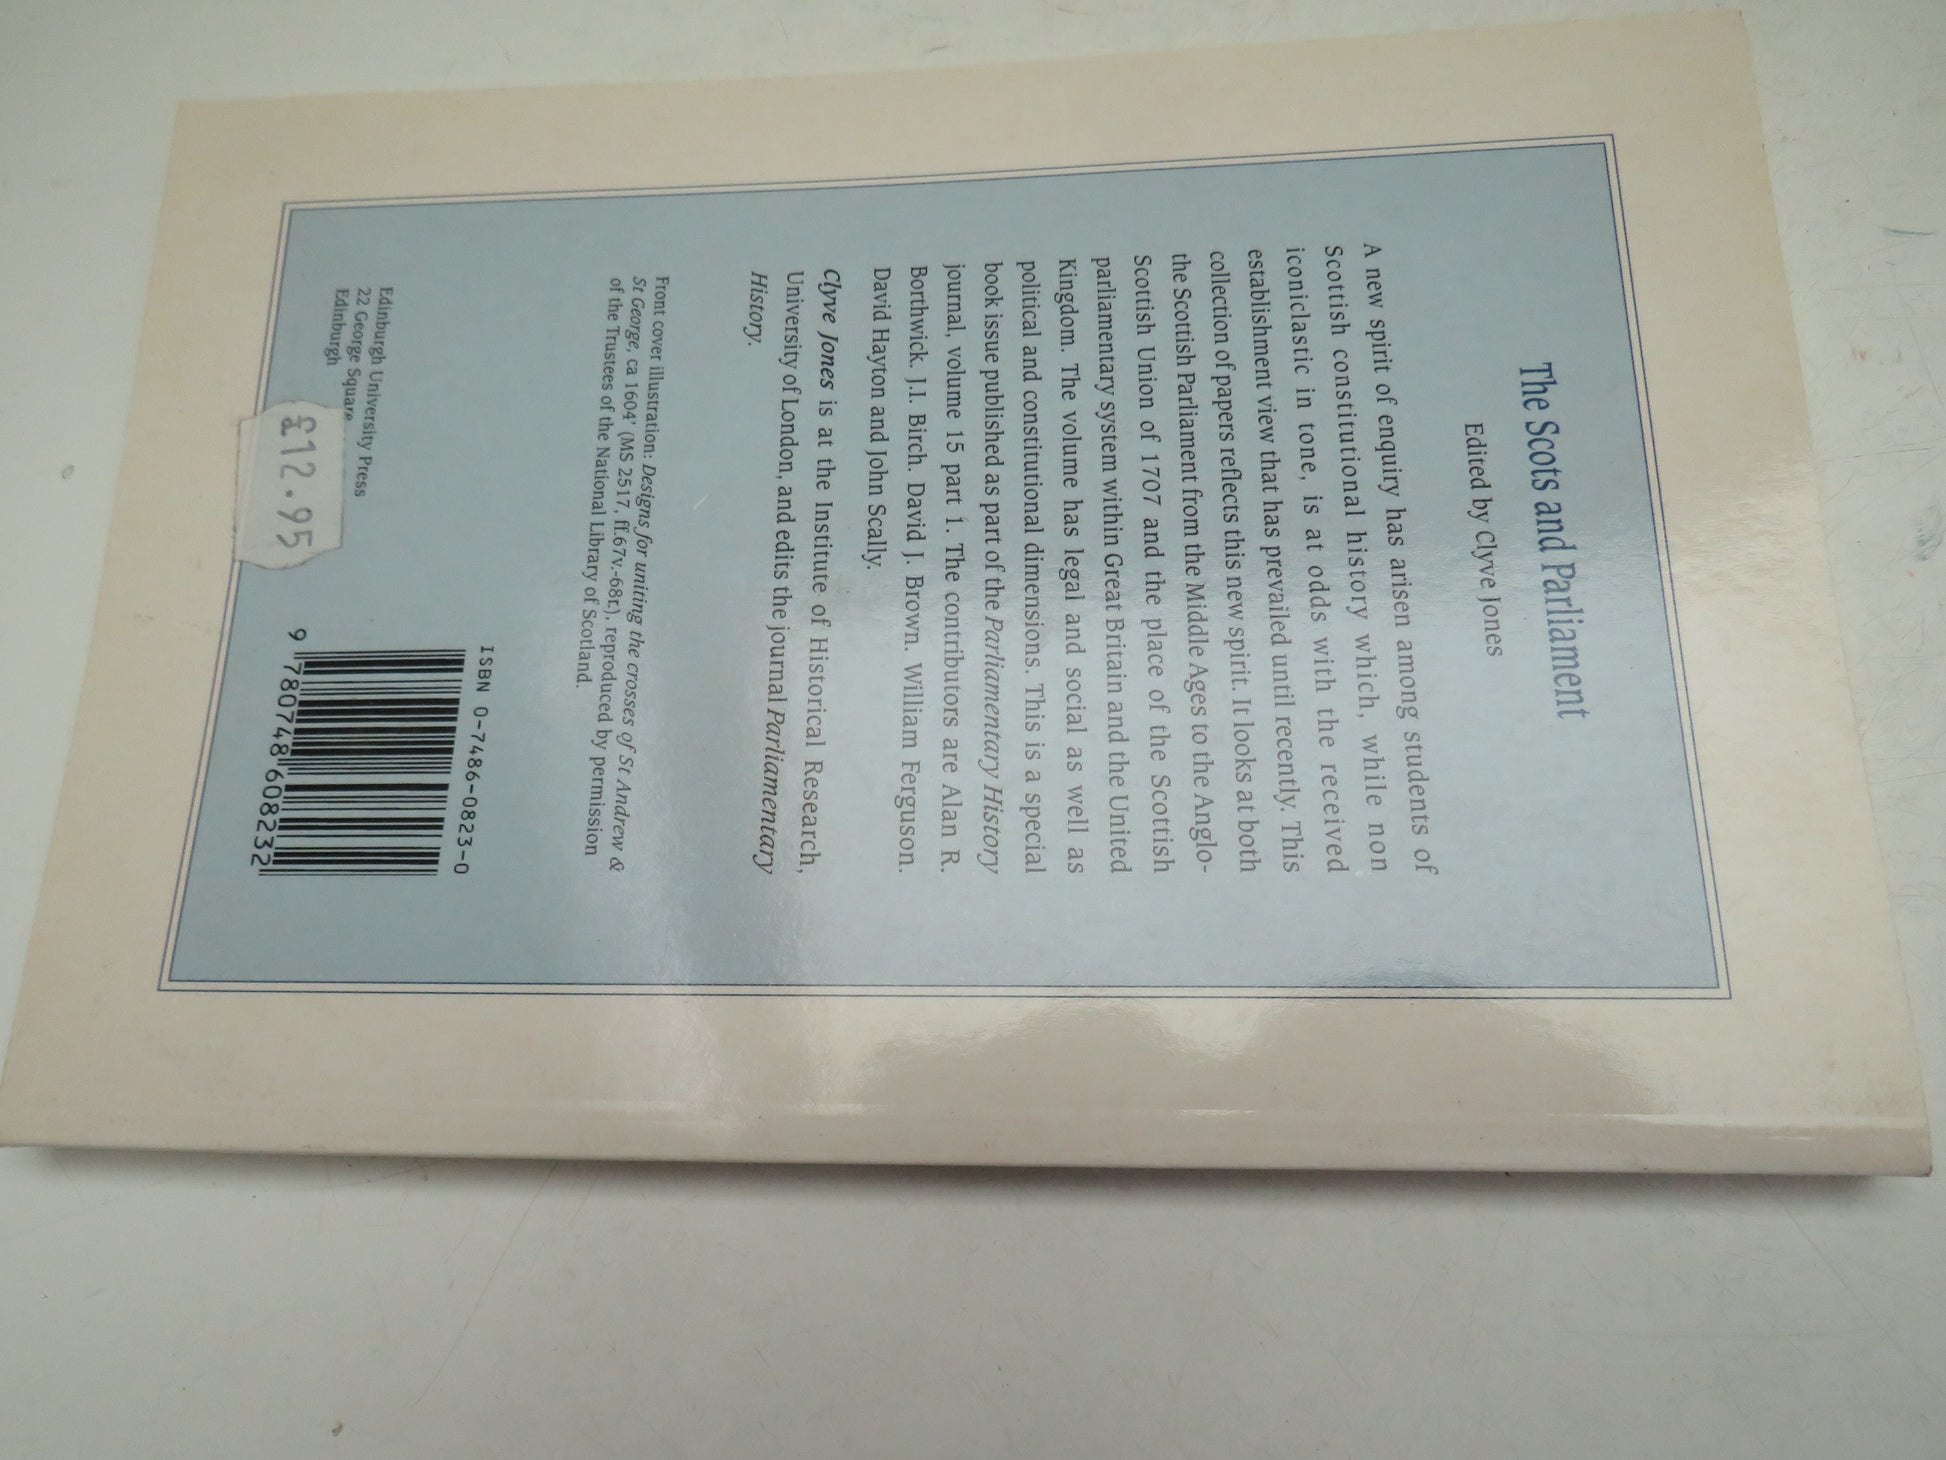 The Scots and Parliament
Edited by Clyve Jones
A new spirit of enquiry has arisen among students of
Scottish constitutional history which, while non
iconiclastic in tone, is at odds with the received
establishment view that has prevailed until recently. This
collection of papers reflects this new spirit. It looks at both
the Scottish Parliament from the Middle Ages to the Anglo-
Scottish Union of 1707 and the place of the Scottish
parliamentary system within Great Britain and the United
Kingdom. The volume has legal and social as well as
political and constitutional dimensions. This is a special
book issue published as part of the Parliamentary History
journal, volume 15 part 1. The contributors are Alan R.
Borthwick. J.I. Birch. David J. Brown. William Ferguson.
David Hayton and John Scally.
Clyve Jones is at the Institute of Historical Research,
University of London, and edits the journal Parliamentary
History.
Front cover illustration: Designs for uniting the crosses of St Andrew &
St George, ca 1604' (MS 2517, ff.67v.-68r.), reproduced by permission
of the Trustees of the National Library of Scotland.
Edinburgh University Press
22 George Square
Edinburgh
£12.95
ISBN 0-7486-0823-0
9 780748 608232